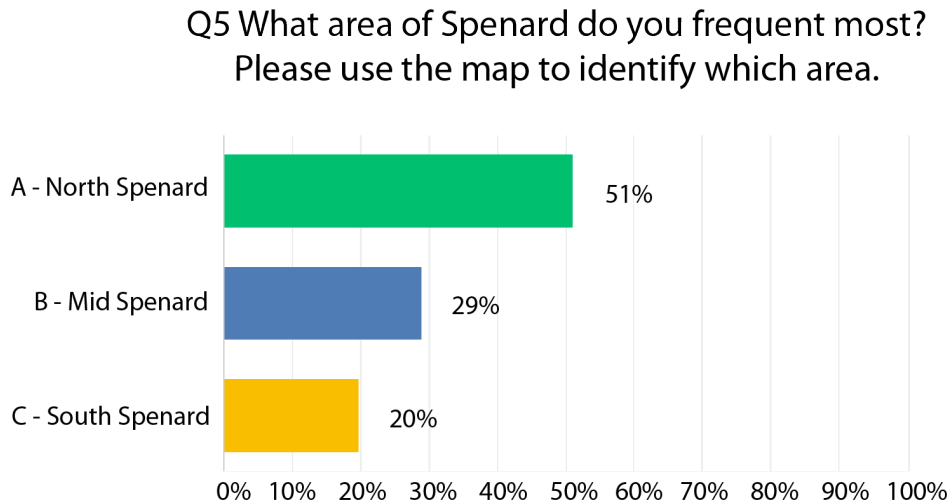 Q5 What area of Spenard do you frequent most?
Please use the map to identify which area.
A - North Spenard
51%
B - Mid Spenard
29%
C - South Spenard
20%
0% 10% 20% 30% 40% 50% 60% 70% 80% 90% 100%